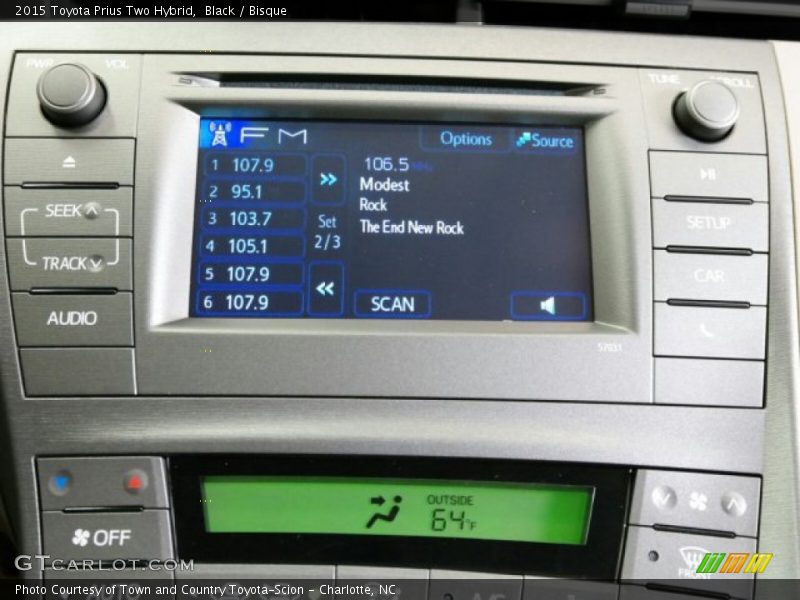 2015 Toyota Prius Two Hybrid, Black / Bisque
PWR VOL
TUNE SCROLL
FM Options Source
1 107.9
2 95.1
3 103.7
4 105.1
5 107.9
6 107.9
Set
2/3
106.5
Modest
Rock
The End New Rock
SCAN
SEEK
TRACK
AUDIO
SETUP
CAR
57031
OFF
OUTSIDE
64°F
FRONT
GTCARLOT.COM
Photo Courtesy of Town and Country Toyota-Scion - Charlotte, NC